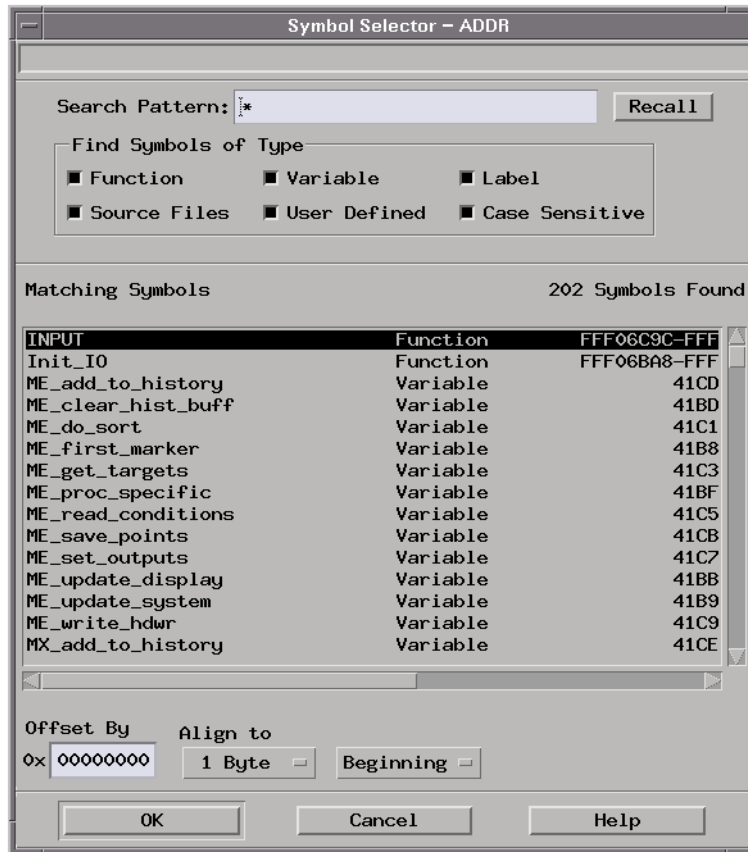 Symbol Selector – ADDR
Search Pattern: *
Recall
Find Symbols of Type
Function Variable Label
Source Files User Defined Case Sensitive
Matching Symbols 202 Symbols Found
INPUT Function FFF06C9C-FFF
Init_IO Function FFF06BA8-FFF
ME_add_to_history Variable 41CD
ME_clear_hist_buff Variable 41BD
ME_do_sort Variable 41C1
ME_first_marker Variable 41B8
ME_get_targets Variable 41C3
ME_proc_specific Variable 41BF
ME_read_conditions Variable 41C5
ME_save_points Variable 41CB
ME_set_outputs Variable 41C7
ME_update_display Variable 41BB
ME_update_system Variable 41B9
ME_write_hdwr Variable 41C9
MX_add_to_history Variable 41CE
Offset By Align to
0x 00000000 1 Byte Beginning
OK Cancel Help